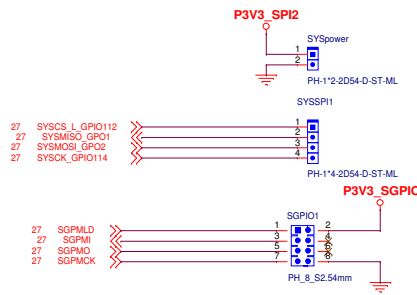 P3V3_SPI2
SYSpower
1
2
PH-1*2-2D54-D-ST-ML
SYSSPI1
27 SYSCS_L_GPIO112 1
27 SYSMISO_GPO1 2
27 SYSMOSI_GPO2 3
27 SYSCK_GPIO114 4
PH-1*4-2D54-D-ST-ML
P3V3_SGPIO
SGPIO1
27 SGPMLD 1 2
27 SGPMI 3 4
27 SGPMO 5 6
27 SGPMCK 7 8
PH_8_S2.54mm